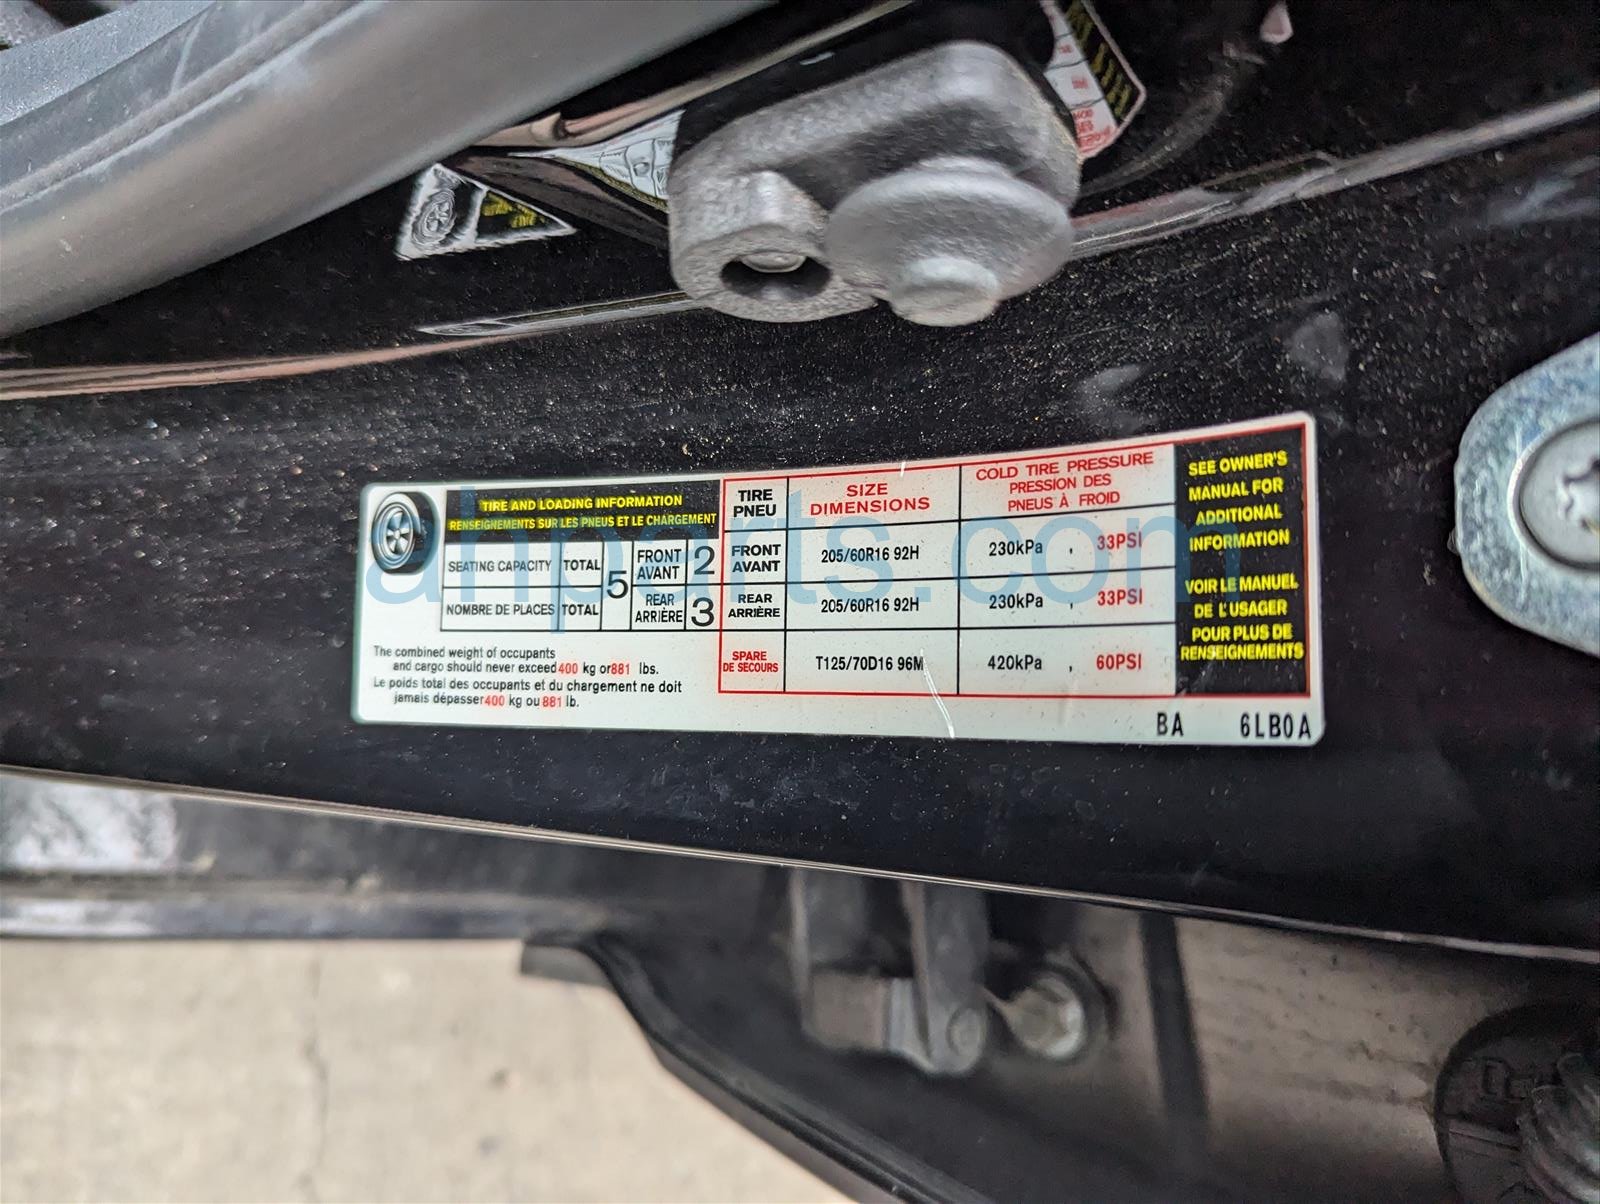 TIRE AND LOADING INFORMATION
RENSEIGNEMENTS SUR LES PNEUS ET LE CHARGEMENT
SEATING CAPACITY TOTAL 5 FRONT AVANT 2
NOMBRE DE PLACES TOTAL REAR ARRIÈRE 3
The combined weight of occupants
and cargo should never exceed 400 kg or 881 lbs.
Le poids total des occupants et du chargement ne doit
jamais dépasser 400 kg ou 881 lb.
TIRE PNEU SIZE DIMENSIONS COLD TIRE PRESSURE PRESSION DES PNEUS À FROID
FRONT AVANT 205/60R16 92H 230kPa , 33PSI
REAR ARRIÈRE 205/60R16 92H 230kPa , 33PSI
SPARE DE SECOURS T125/70D16 96M 420kPa , 60PSI
SEE OWNER'S
MANUAL FOR
ADDITIONAL
INFORMATION
VOIR LE MANUEL
DE L'USAGER
POUR PLUS DE
RENSEIGNEMENTS
BA 6LB0A
ahparts.com